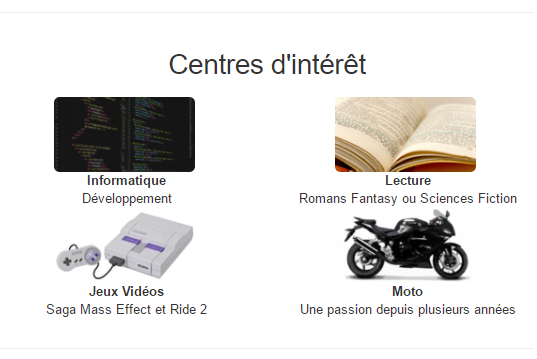 Centres d'intérêt
Informatique
Développement
Lecture
Romans Fantasy ou Sciences Fiction
Jeux Vidéos
Saga Mass Effect et Ride 2
Moto
Une passion depuis plusieurs années